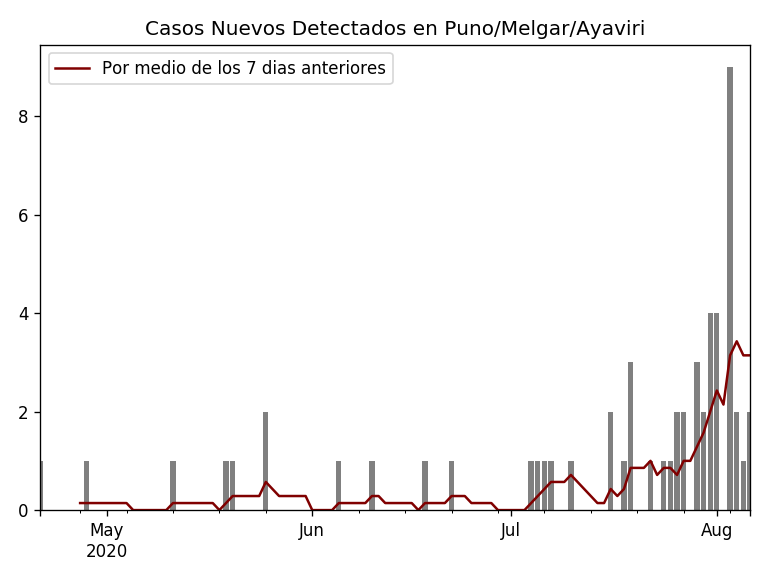 Casos Nuevos Detectados en Puno/Melgar/Ayaviri
Por medio de los 7 dias anteriores
8
6
4
2
0
May
2020
Jun
Jul
Aug